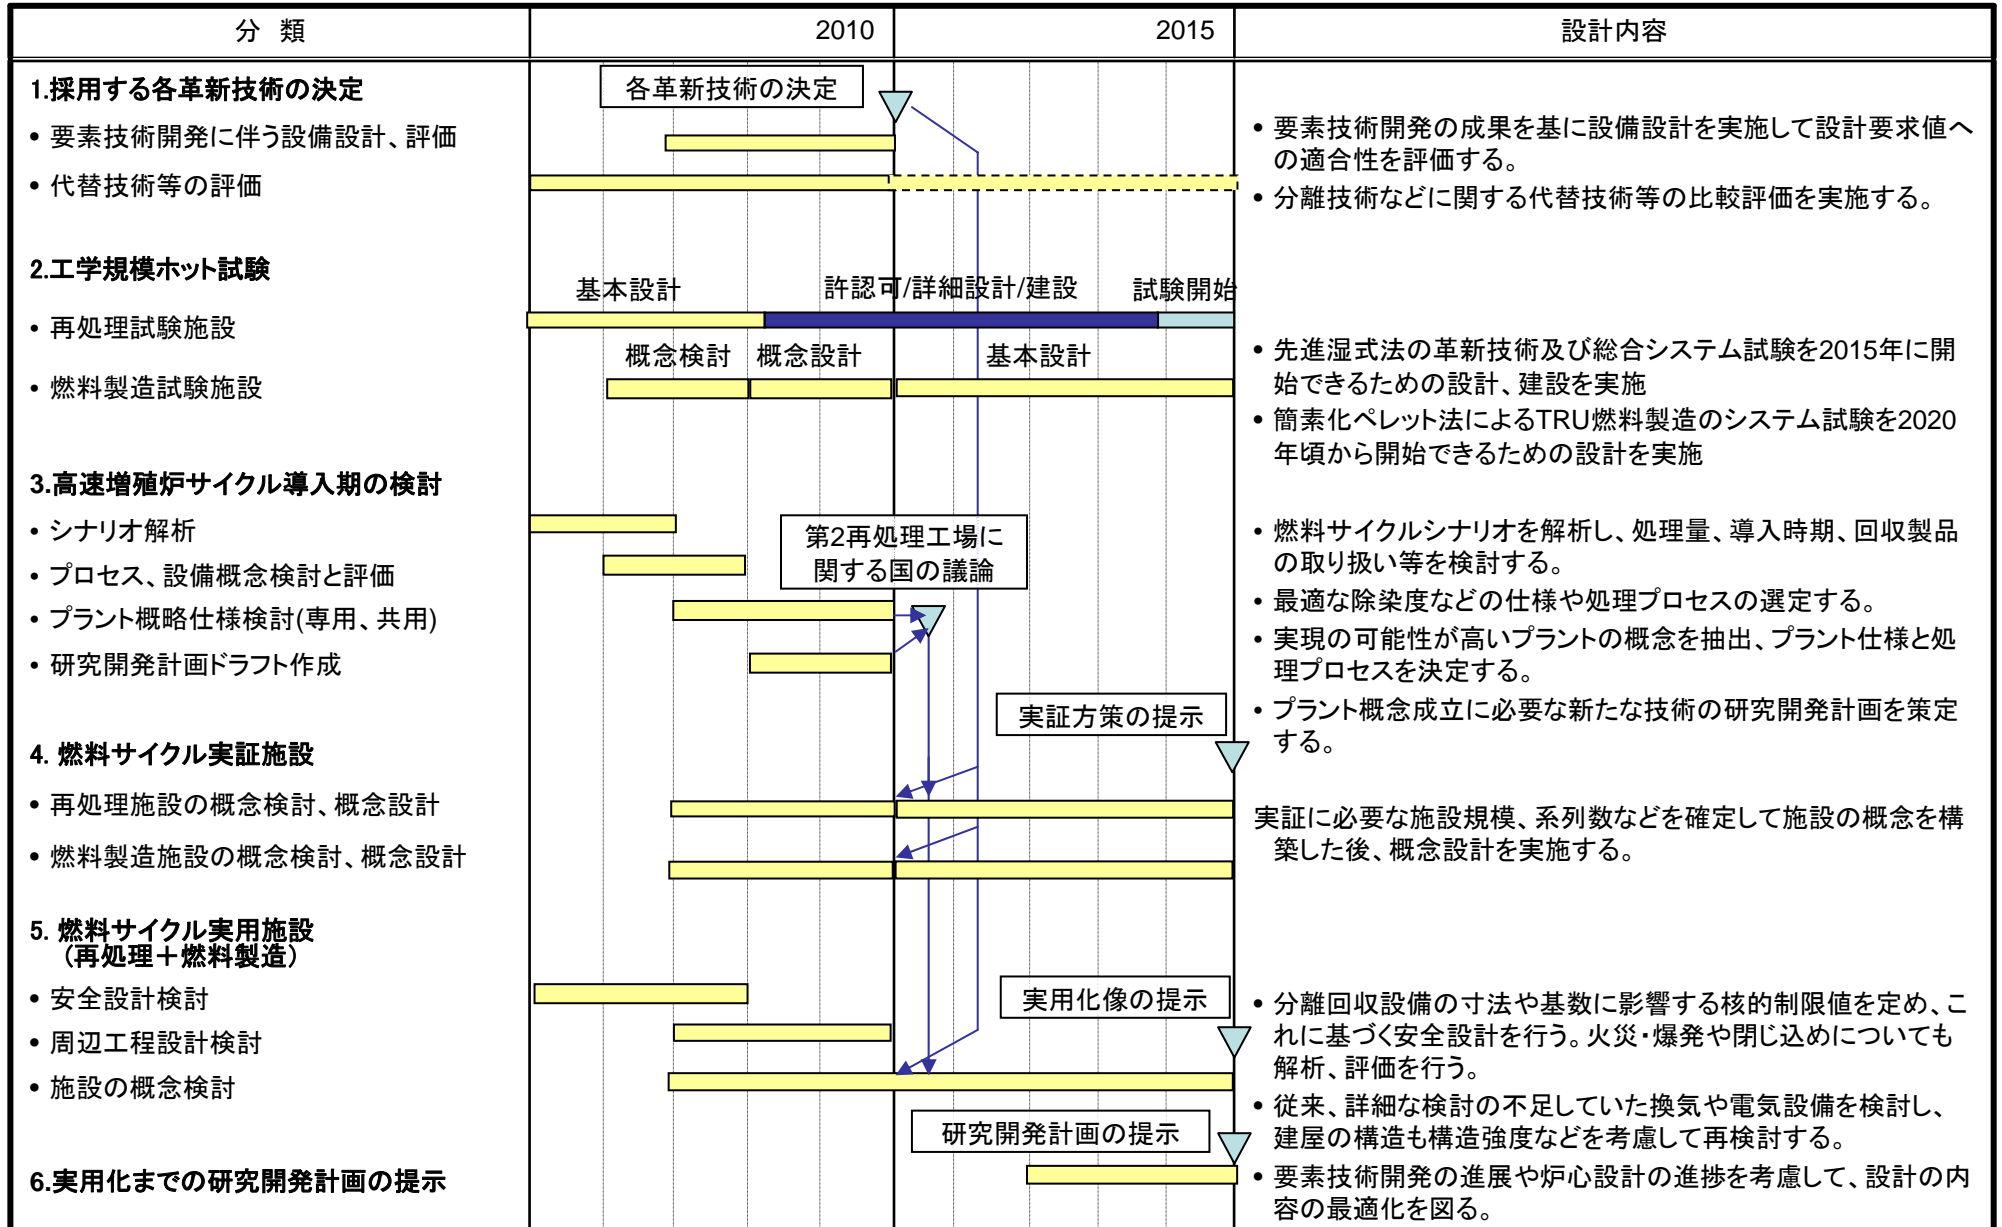 分 類
2010
2015
設計内容
1.採用する各革新技術の決定
• 要素技術開発に伴う設備設計、評価
• 代替技術等の評価
各革新技術の決定
• 要素技術開発の成果を基に設備設計を実施して設計要求値へ
の適合性を評価する。
• 分離技術などに関する代替技術等の比較評価を実施する。
2.工学規模ホット試験
• 再処理試験施設
• 燃料製造試験施設
基本設計
許認可/詳細設計/建設
試験開始
概念検討
概念設計
基本設計
• 先進湿式法の革新技術及び総合システム試験を2015年に開
始できるための設計、建設を実施
• 簡素化ペレット法によるTRU燃料製造のシステム試験を2020
年頃から開始できるための設計を実施
3.高速増殖炉サイクル導入期の検討
• シナリオ解析
• プロセス、設備概念検討と評価
• プラント概略仕様検討(専用、共用)
• 研究開発計画ドラフト作成
第2再処理工場に
関する国の議論
• 燃料サイクルシナリオを解析し、処理量、導入時期、回収製品
の取り扱い等を検討する。
• 最適な除染度などの仕様や処理プロセスの選定する。
• 実現の可能性が高いプラントの概念を抽出、プラント仕様と処
理プロセスを決定する。
• プラント概念成立に必要な新たな技術の研究開発計画を策定
する。
実証方策の提示
4. 燃料サイクル実証施設
• 再処理施設の概念検討、概念設計
• 燃料製造施設の概念検討、概念設計
実証に必要な施設規模、系列数などを確定して施設の概念を構
築した後、概念設計を実施する。
5. 燃料サイクル実用施設
(再処理＋燃料製造)
• 安全設計検討
• 周辺工程設計検討
• 施設の概念検討
実用化像の提示
• 分離回収設備の寸法や基数に影響する核的制限値を定め、こ
れに基づく安全設計を行う。火災・爆発や閉じ込めについても
解析、評価を行う。
• 従来、詳細な検討の不足していた換気や電気設備を検討し、
建屋の構造も構造強度などを考慮して再検討する。
• 要素技術開発の進展や炉心設計の進捗を考慮して、設計の内
容の最適化を図る。
研究開発計画の提示
6.実用化までの研究開発計画の提示